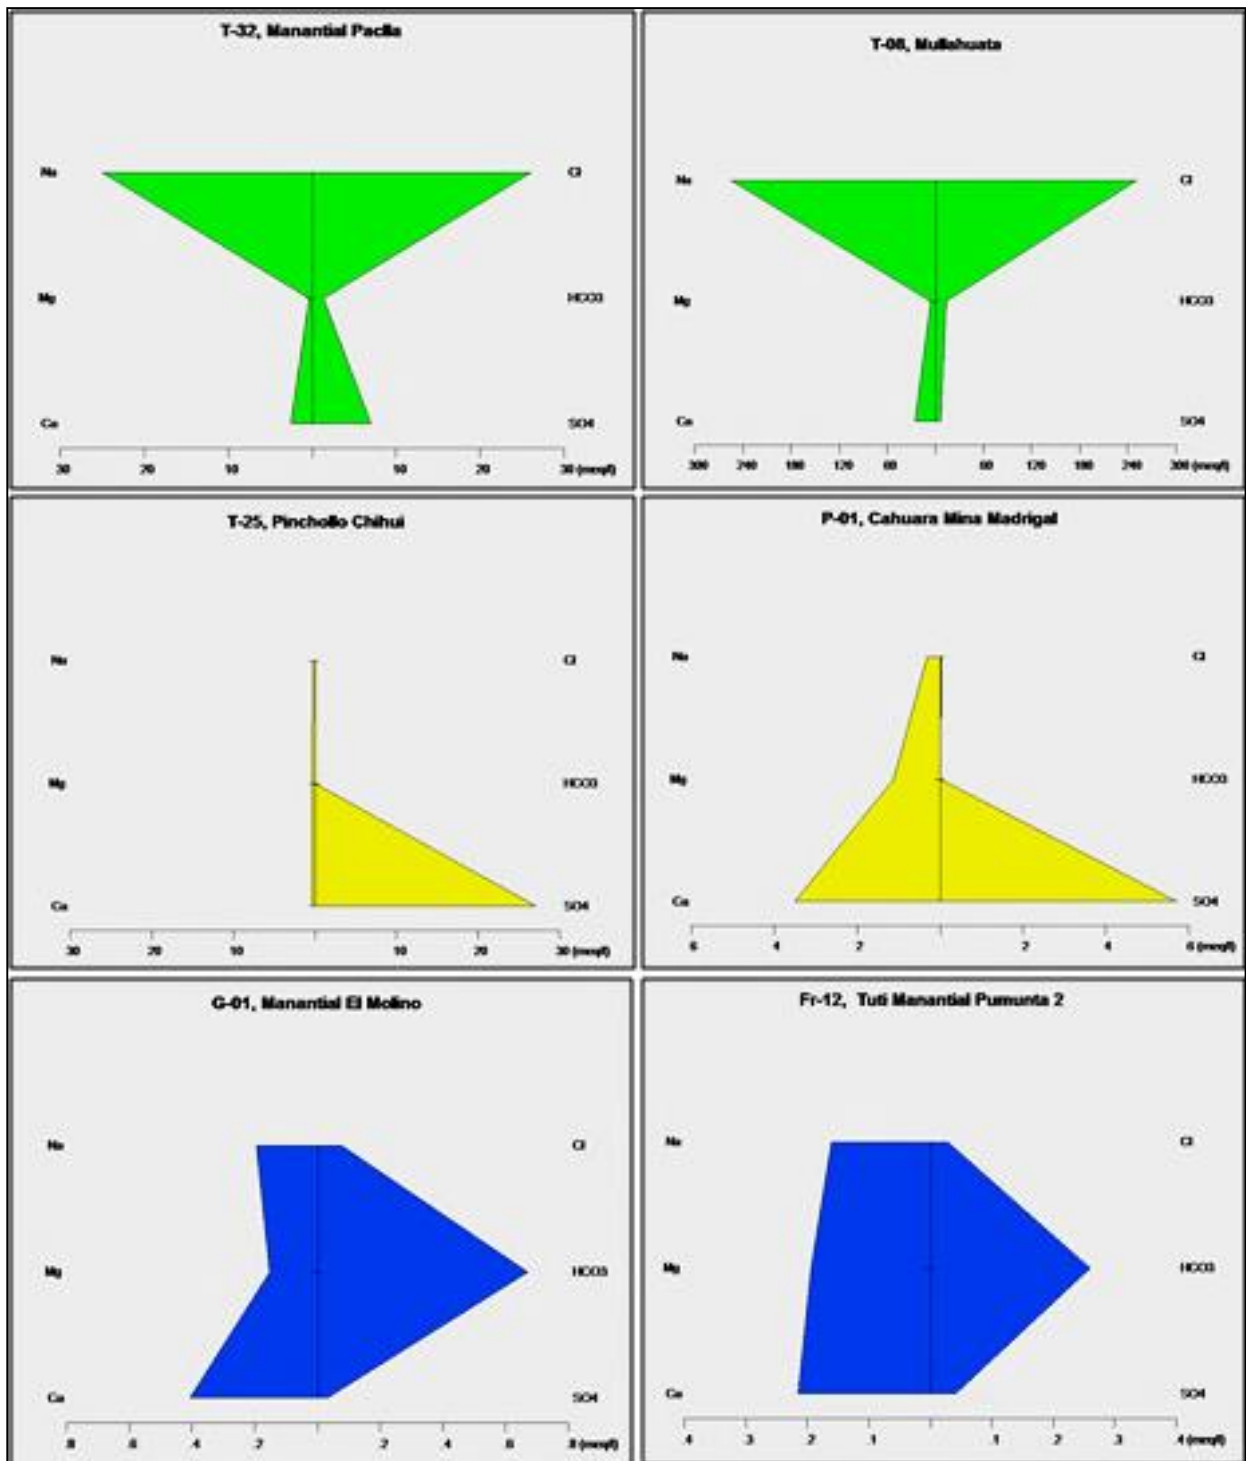 T-32, Manantial Paclla
Na Cl
Mg HCO3
Ca SO4
30 20 10 10 20 30 (meq/l)
T-08, Mullahuata
Na Cl
Mg HCO3
Ca SO4
300 240 180 120 60 60 120 180 240 300 (meq/l)
T-25, Pinchollo Chihui
Na Cl
Mg HCO3
Ca SO4
30 20 10 10 20 30 (meq/l)
P-01, Cahuara Mina Madrigal
Na Cl
Mg HCO3
Ca SO4
6 4 2 2 4 6 (meq/l)
G-01, Manantial El Molino
Na Cl
Mg HCO3
Ca SO4
.8 .6 .4 .2 .2 .4 .6 .8 (meq/l)
Fr-12, Tuti Manantial Pumunta 2
Na Cl
Mg HCO3
Ca SO4
.4 .3 .2 .1 .1 .2 .3 .4 (meq/l)